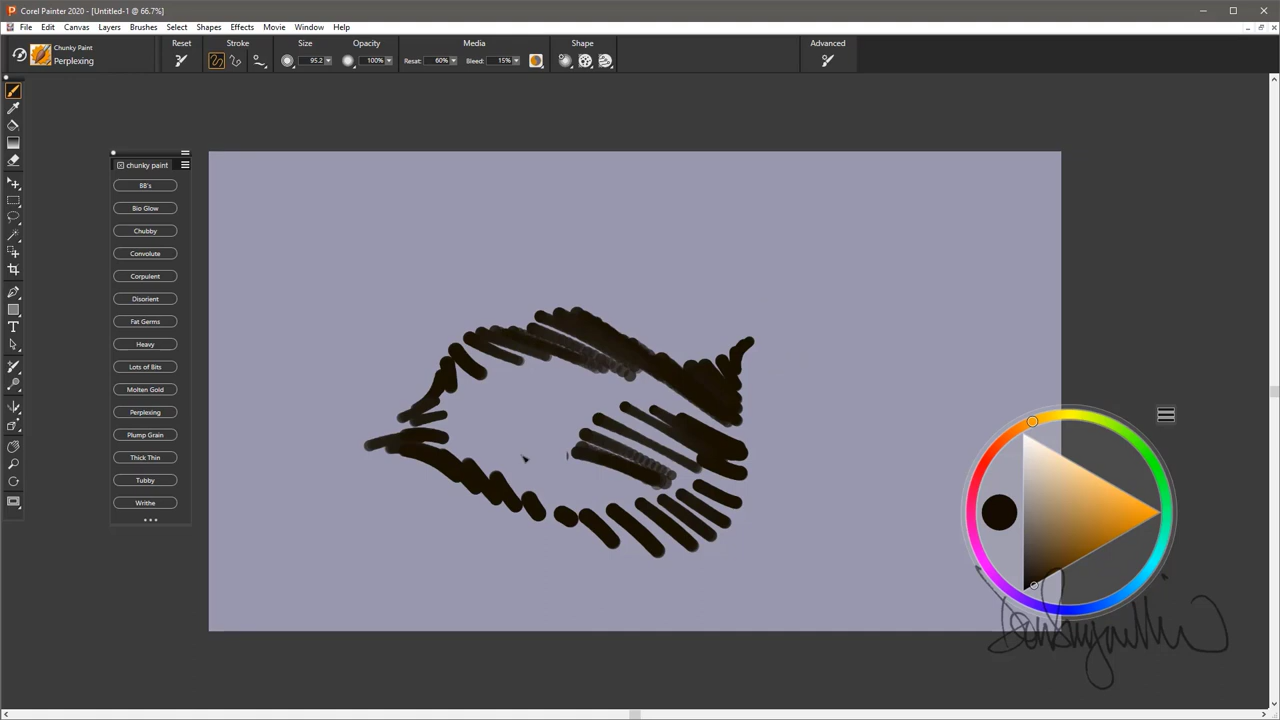 Corel Painter 2020 - [Untitled-1 @ 66.7%]
File Edit Canvas Layers Brushes Select Shapes Effects Movie Window Help
Chunky Paint
Perplexing
Reset Stroke Size Opacity Media Shape Advanced
95.2 100% Resat: 60% Bleed: 15%
chunky paint
BB's
Bio Glow
Chubby
Convolute
Corpulent
Disorient
Fat Germs
Heavy
Lots of Bits
Molten Gold
Perplexing
Plump Grain
Thick Thin
Tubby
Writhe